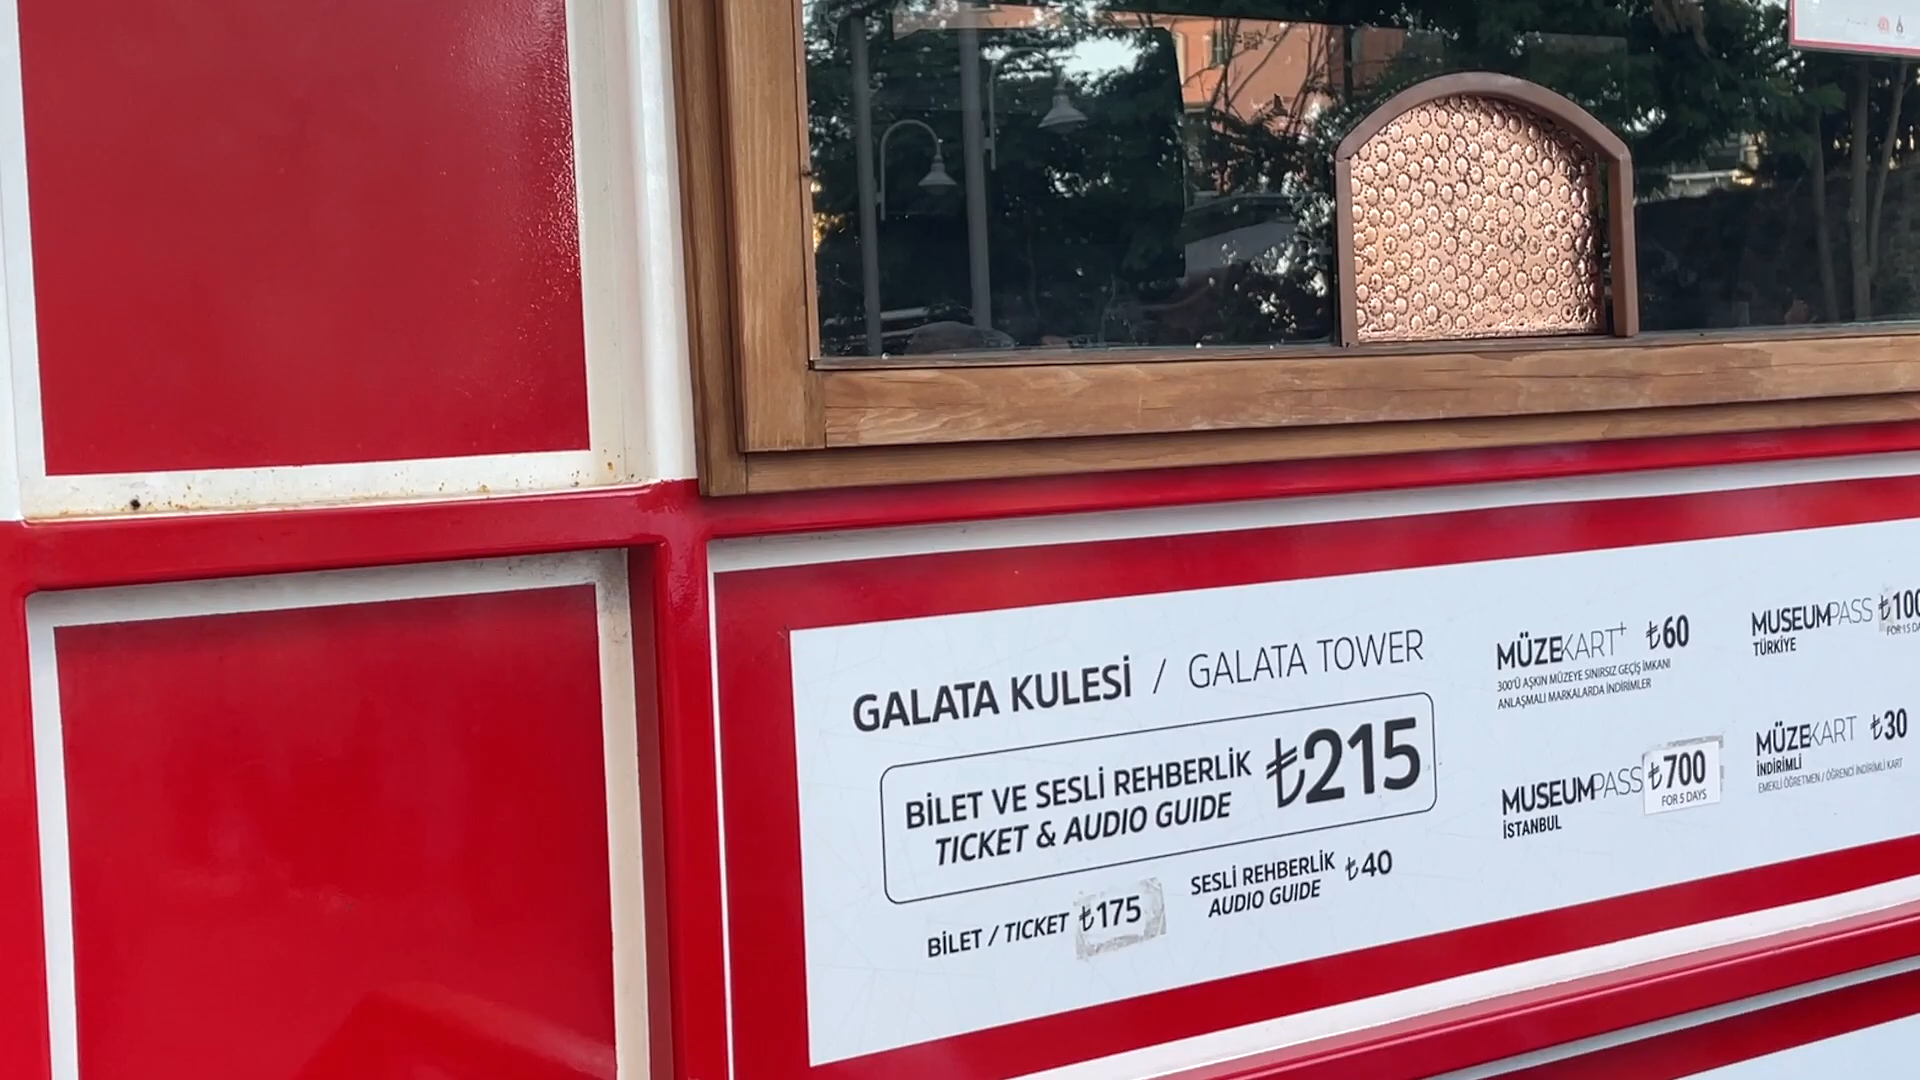 GALATA KULESİ / GALATA TOWER
BİLET VE SESLİ REHBERLİK ₺215
TICKET & AUDIO GUIDE
BİLET / TICKET ₺175
SESLİ REHBERLİK ₺40
AUDIO GUIDE
MÜZEKART+ ₺60
300'Ü AŞKIN MÜZEYE SINIRSIZ GEÇİŞ İMKANI
ANLAŞMALI MARKALARDA İNDİRİMLER
MUSEUMPASS ₺700
İSTANBUL
FOR 5 DAYS
MUSEUMPASS
TÜRKİYE
FOR 15
MÜZEKART ₺30
İNDİRİMLİ
EMEKLİ ÖĞRETMEN / ÖĞRENCİ İNDİRİMLİ KART